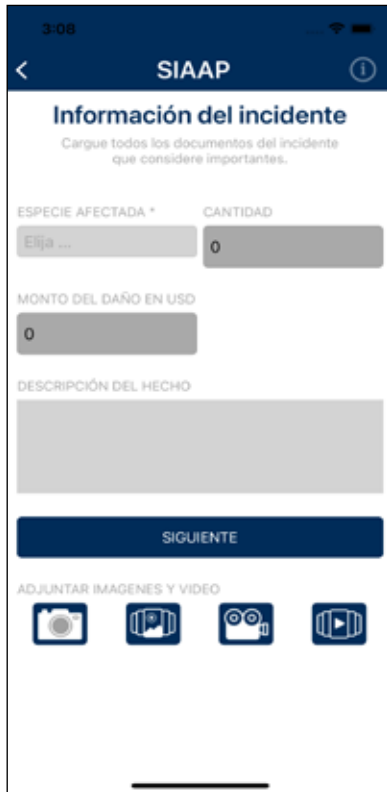 3:08
SIAAP
Información del incidente
Cargue todos los documentos del incidente
que considere importantes.
ESPECIE AFECTADA * CANTIDAD
Elija ... 0
MONTO DEL DAÑO EN USD
0
DESCRIPCIÓN DEL HECHO
SIGUIENTE
ADJUNTAR IMAGENES Y VIDEO